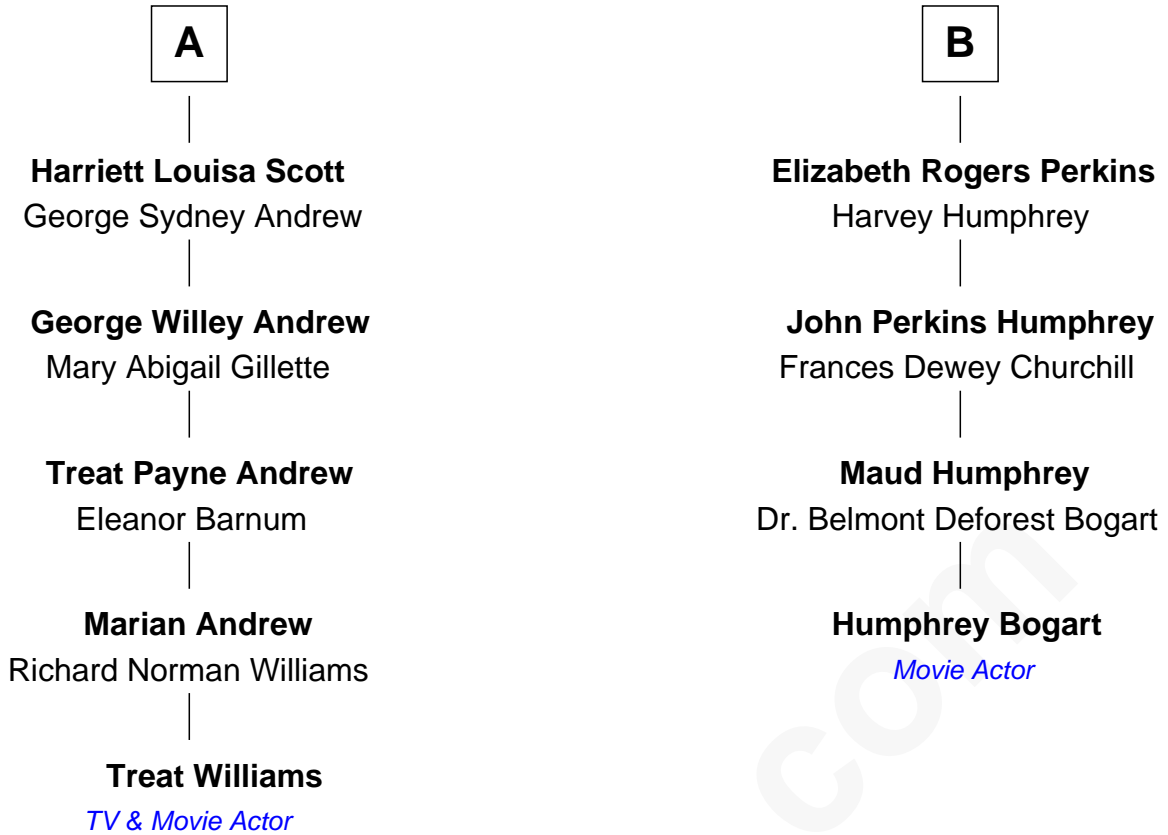 A
Harriett Louisa Scott
George Sydney Andrew
George Willey Andrew
Mary Abigail Gillette
Treat Payne Andrew
Eleanor Barnum
Marian Andrew
Richard Norman Williams
Treat Williams
TV & Movie Actor
B
Elizabeth Rogers Perkins
Harvey Humphrey
John Perkins Humphrey
Frances Dewey Churchill
Maud Humphrey
Dr. Belmont Deforest Bogart
Humphrey Bogart
Movie Actor
com